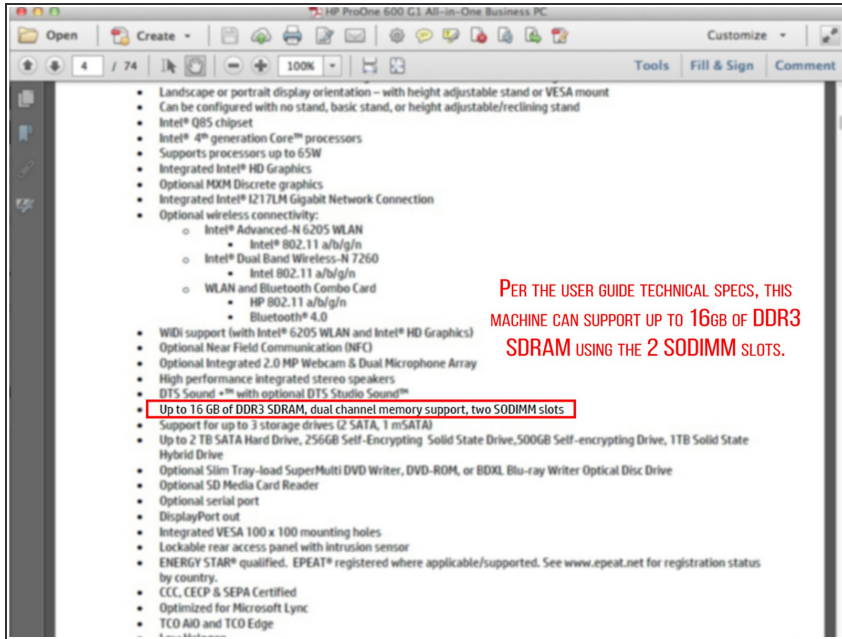 HP ProOne 600 G1 All-in-One Business PC
Open
Create
Customize
4 / 74
100%
Tools
Fill & Sign
Comment
• Landscape or portrait display orientation – with height adjustable stand or VESA mount
• Can be configured with no stand, basic stand, or height adjustable/reclining stand
• Intel® Q85 chipset
• Intel® 4th generation Core™ processors
• Supports processors up to 65W
• Integrated Intel® HD Graphics
• Optional MXM Discrete graphics
• Integrated Intel® I217LM Gigabit Network Connection
• Optional wireless connectivity:
o Intel® Advanced-N 6205 WLAN
▪ Intel® 802.11 a/b/g/n
o Intel® Dual Band Wireless-N 7260
▪ Intel 802.11 a/b/g/n
o WLAN and Bluetooth Combo Card
▪ HP 802.11 a/b/g/n
▪ Bluetooth® 4.0
• WiDi support (with Intel® 6205 WLAN and Intel® HD Graphics)
• Optional Near Field Communication (NFC)
• Optional Integrated 2.0 MP Webcam & Dual Microphone Array
• High performance integrated stereo speakers
• DTS Sound +™ with optional DTS Studio Sound™
• Up to 16 GB of DDR3 SDRAM, dual channel memory support, two SODIMM slots
• Support for up to 3 storage drives (2 SATA, 1 mSATA)
• Up to 2 TB SATA Hard Drive, 256GB Self-Encrypting Solid State Drive,500GB Self-encrypting Drive, 1TB Solid State
Hybrid Drive
• Optional Slim Tray-load SuperMulti DVD Writer, DVD-ROM, or BDXL Blu-ray Writer Optical Disc Drive
• Optional SD Media Card Reader
• Optional serial port
• DisplayPort out
• Integrated VESA 100 x 100 mounting holes
• Lockable rear access panel with intrusion sensor
• ENERGY STAR® qualified. EPEAT® registered where applicable/supported. See www.epeat.net for registration status
by country.
• CCC, CECP & SEPA Certified
• Optimized for Microsoft Lync
• TCO AiO and TCO Edge
PER THE USER GUIDE TECHNICAL SPECS, THIS
MACHINE CAN SUPPORT UP TO 16GB OF DDR3
SDRAM USING THE 2 SODIMM SLOTS.